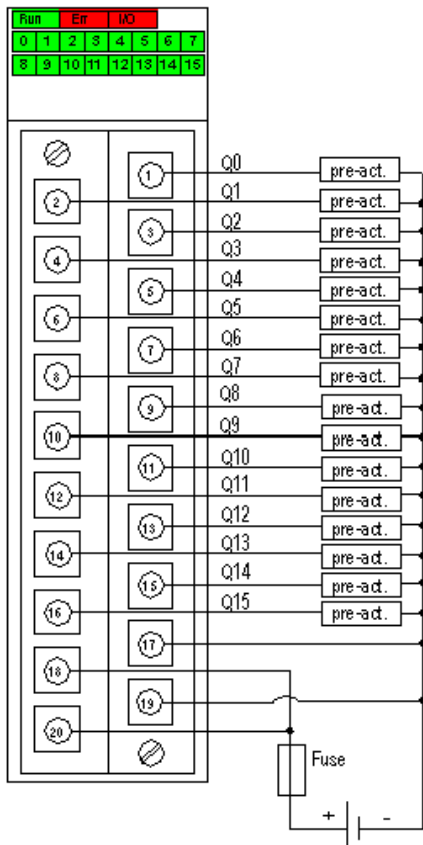 Run Err I/O
0 1 2 3 4 5 6 7
8 9 10 11 12 13 14 15
1 Q0 pre-act.
2 Q1 pre-act.
3 Q2 pre-act.
4 Q3 pre-act.
5 Q4 pre-act.
6 Q5 pre-act.
7 Q6 pre-act.
8 Q7 pre-act.
9 Q8 pre-act.
10 Q9 pre-act.
11 Q10 pre-act.
12 Q11 pre-act.
13 Q12 pre-act.
14 Q13 pre-act.
15 Q14 pre-act.
16 Q15 pre-act.
17
18
19
20
Fuse
+ -